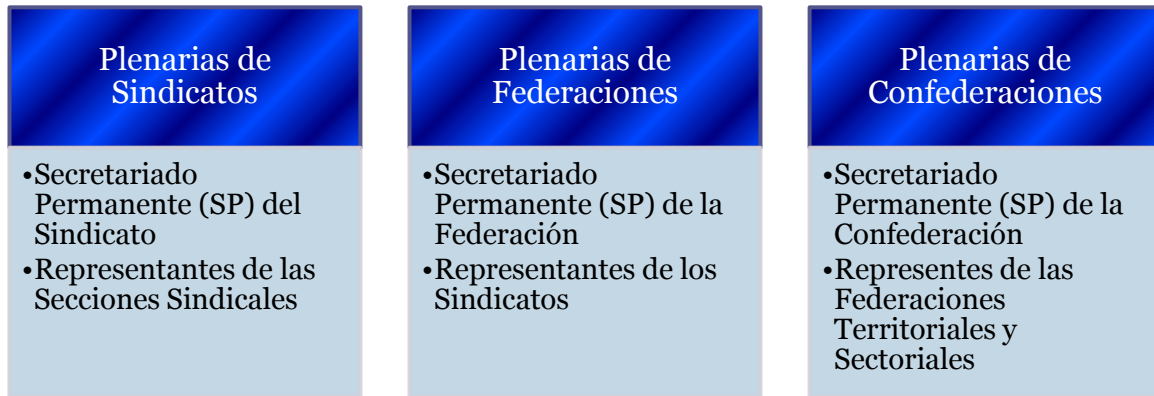 Plenarias de
Sindicatos
•Secretariado
Permanente (SP) del
Sindicato
•Representantes de las
Secciones Sindicales
Plenarias de
Federaciones
•Secretariado
Permanente (SP) de la
Federación
•Representantes de los
Sindicatos
Plenarias de
Confederaciones
•Secretariado
Permanente (SP) de la
Confederación
•Representes de las
Federaciones
Territoriales y
Sectoriales